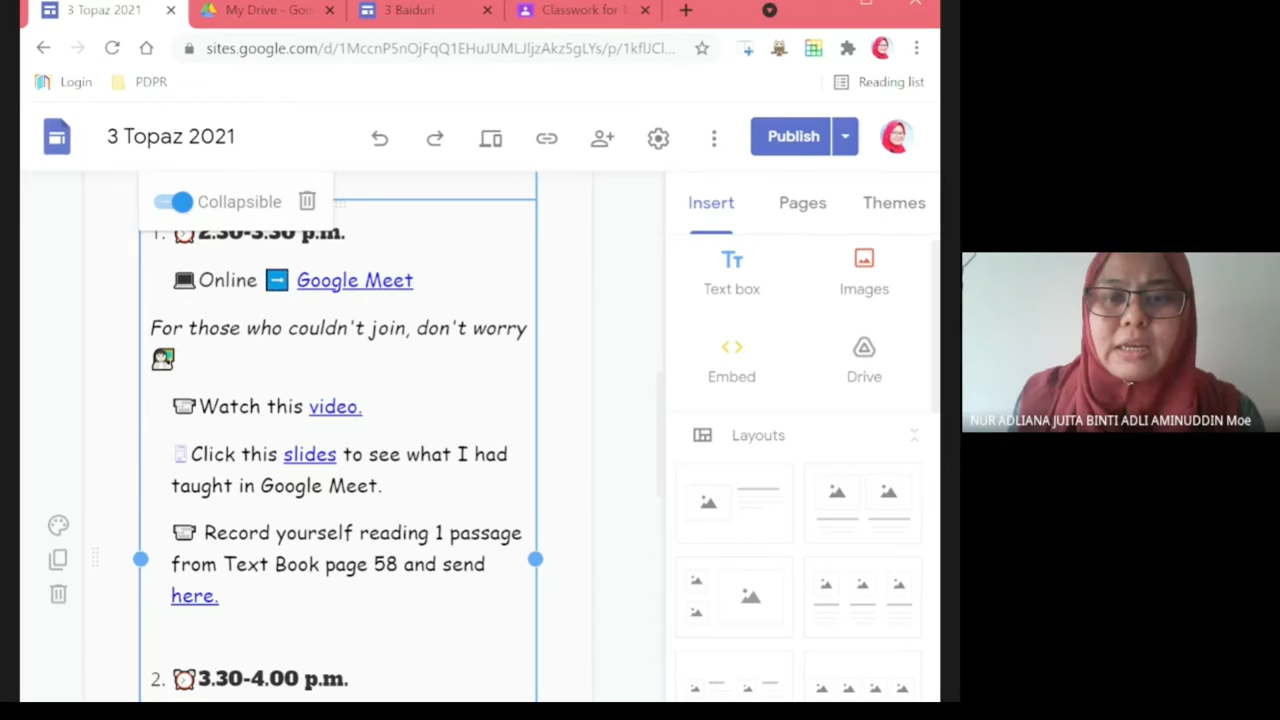 3 Topaz 2021
My Drive - Goo
3 Baiduri
Classwork for
sites.google.com/d/1MccnP5nOjFqQ1EHuJUMLJljzAkz5gLYs/p/1kflJCl...
Login
PDPR
Reading list
3 Topaz 2021
Publish
Collapsible
Insert
Pages
Themes
1. 2.30-3.30 p.m.
Online Google Meet
For those who couldn't join, don't worry
Watch this video.
Click this slides to see what I had
taught in Google Meet.
Record yourself reading 1 passage
from Text Book page 58 and send
here.
2. 3.30-4.00 p.m.
Text box
Images
Embed
Drive
Layouts
NUR ADLIANA JUITA BINTI ADLI AMINUDDIN Moe